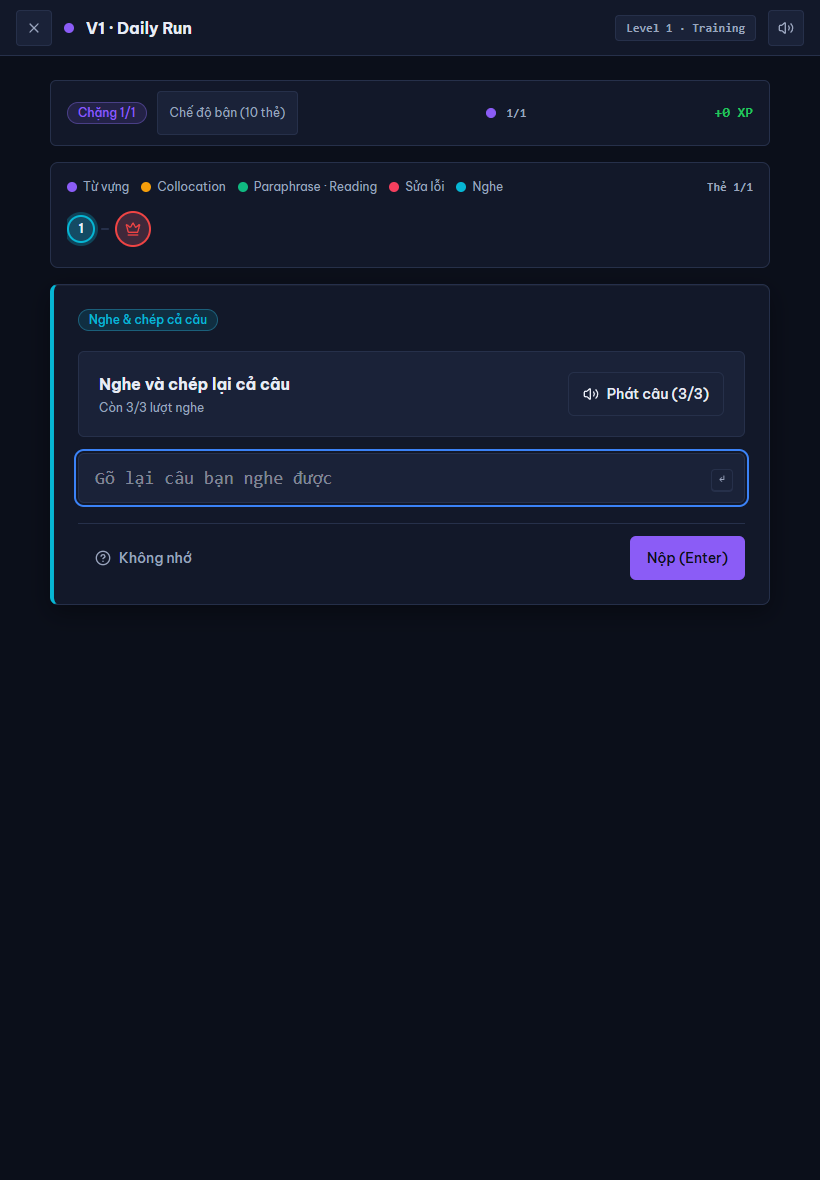 V1 · Daily Run
Level 1 · Training
Chặng 1/1
Chế độ bận (10 thẻ)
1/1
+0 XP
Từ vựng
Collocation
Paraphrase · Reading
Sửa lỗi
Nghe
Thẻ 1/1
1
Nghe & chép cả câu
Nghe và chép lại cả câu
Còn 3/3 lượt nghe
Phát câu (3/3)
Gõ lại câu bạn nghe được
↵
Không nhớ
Nộp (Enter)